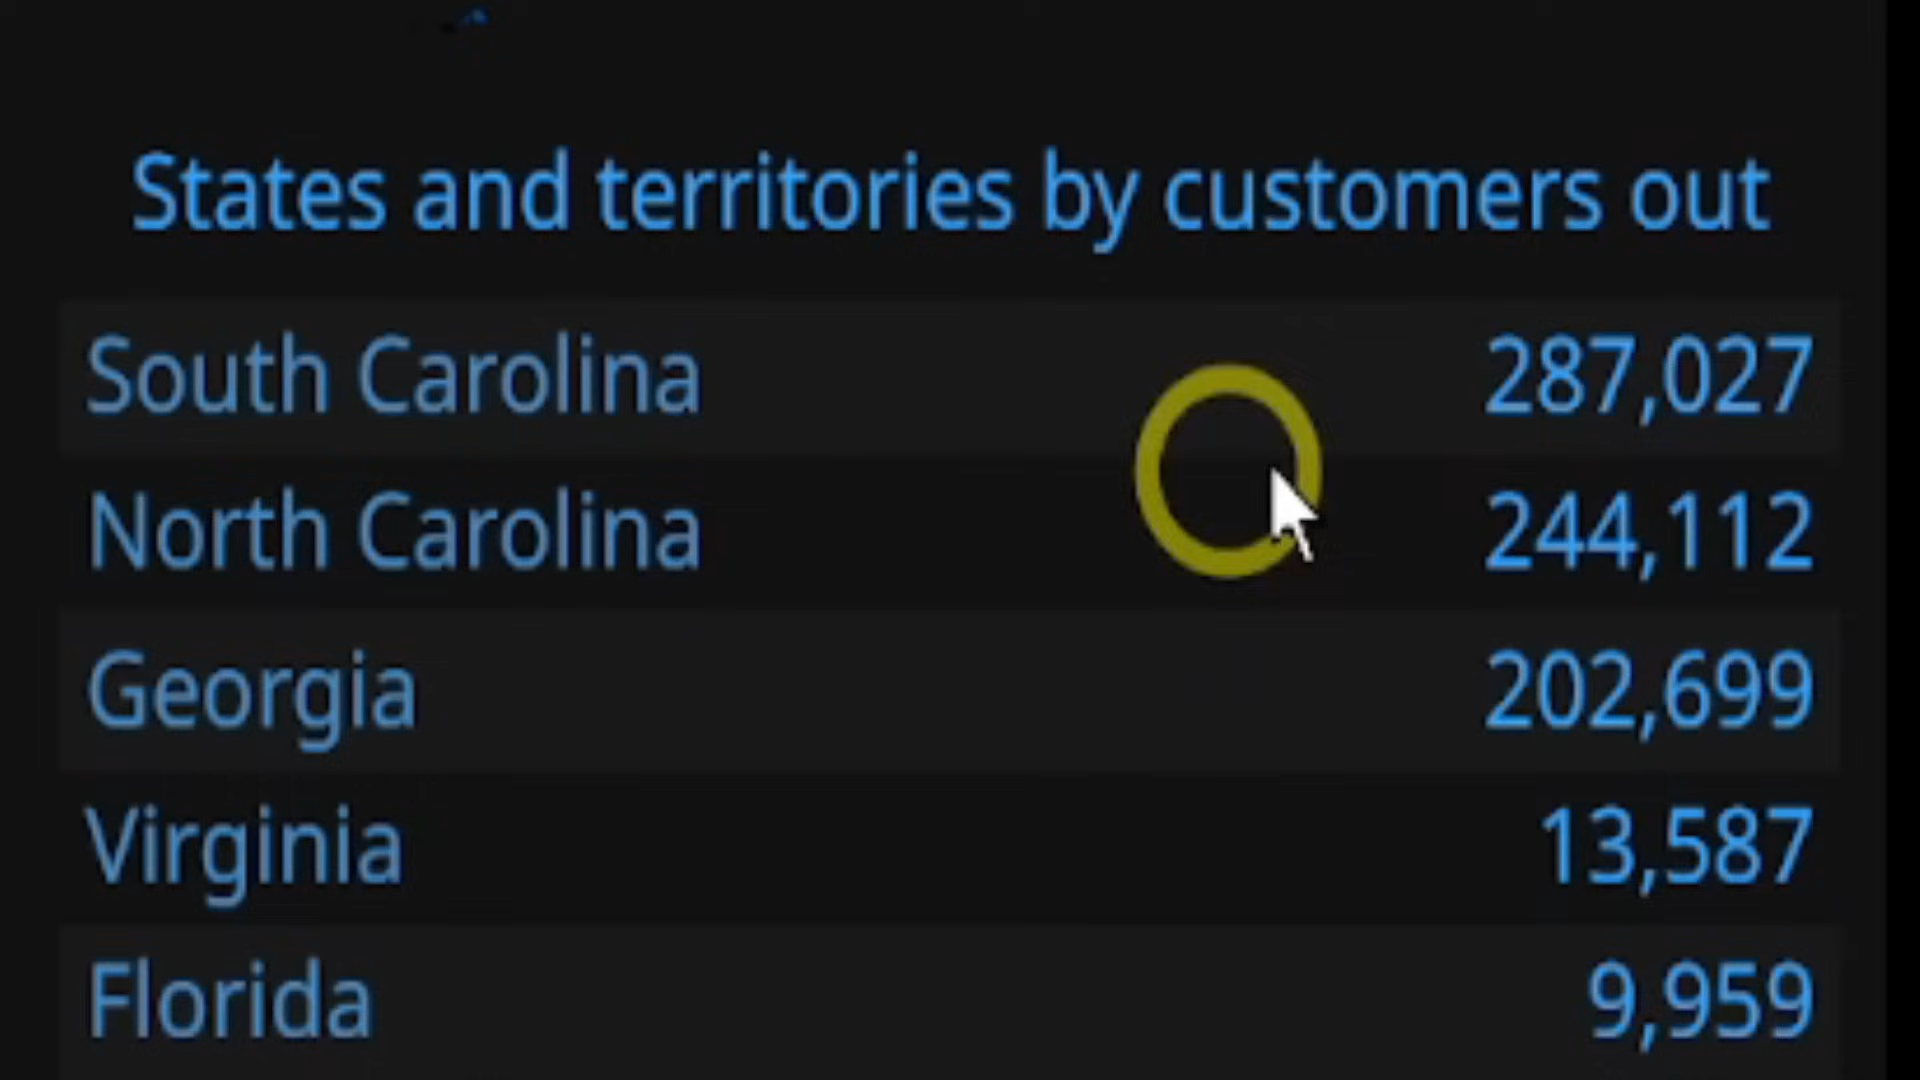 States and territories by customers out
South Carolina 287,027
North Carolina 244,112
Georgia 202,699
Virginia 13,587
Florida 9,959